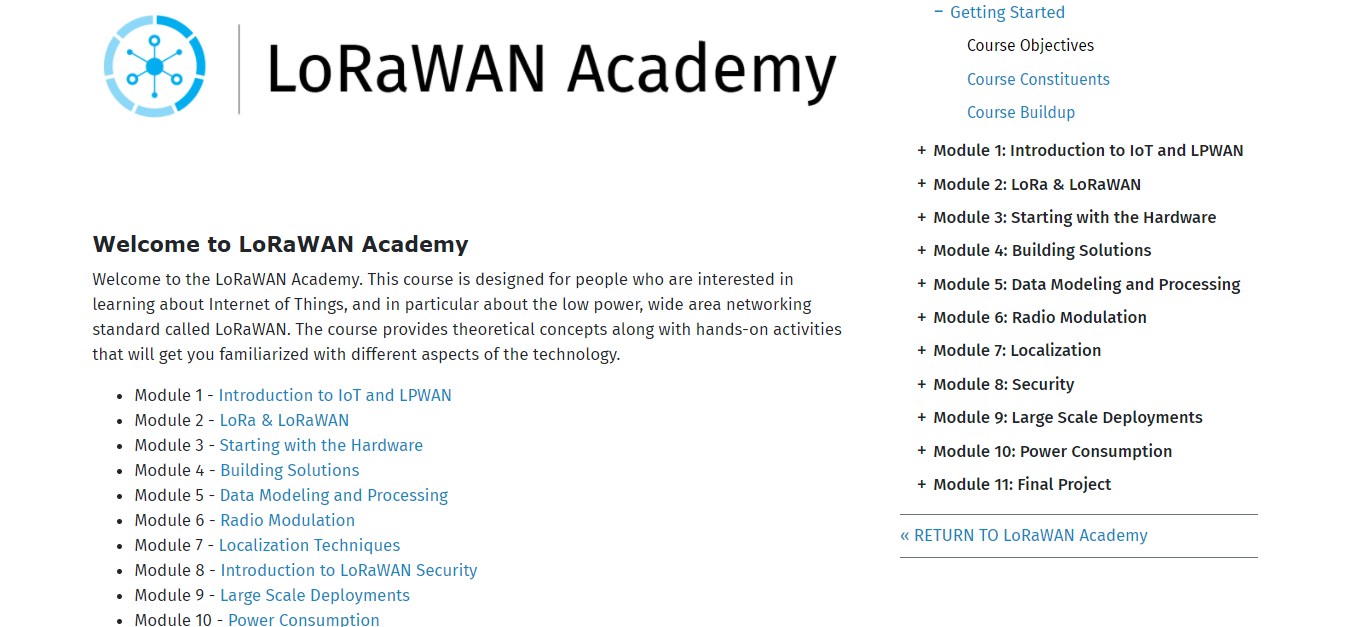 LoRaWAN Academy
Welcome to LoRaWAN Academy
Welcome to the LoRaWAN Academy. This course is designed for people who are interested in
learning about Internet of Things, and in particular about the low power, wide area networking
standard called LoRaWAN. The course provides theoretical concepts along with hands-on activities
that will get you familiarized with different aspects of the technology.
• Module 1 - Introduction to IoT and LPWAN
• Module 2 - LoRa & LoRaWAN
• Module 3 - Starting with the Hardware
• Module 4 - Building Solutions
• Module 5 - Data Modeling and Processing
• Module 6 - Radio Modulation
• Module 7 - Localization Techniques
• Module 8 - Introduction to LoRaWAN Security
• Module 9 - Large Scale Deployments
• Module 10 - Power Consumption
− Getting Started
Course Objectives
Course Constituents
Course Buildup
+ Module 1: Introduction to IoT and LPWAN
+ Module 2: LoRa & LoRaWAN
+ Module 3: Starting with the Hardware
+ Module 4: Building Solutions
+ Module 5: Data Modeling and Processing
+ Module 6: Radio Modulation
+ Module 7: Localization
+ Module 8: Security
+ Module 9: Large Scale Deployments
+ Module 10: Power Consumption
+ Module 11: Final Project
« RETURN TO LoRaWAN Academy